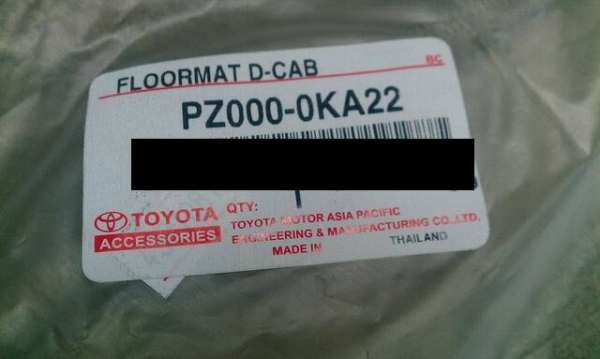 FLOORMAT D-CAB
BC
PZ000-0KA22
QTY:
TOYOTA
ACCESSORIES
TOYOTA MOTOR ASIA PACIFIC
ENGINEERING & MANUFACTURING CO.,LTD.
MADE IN THAILAND